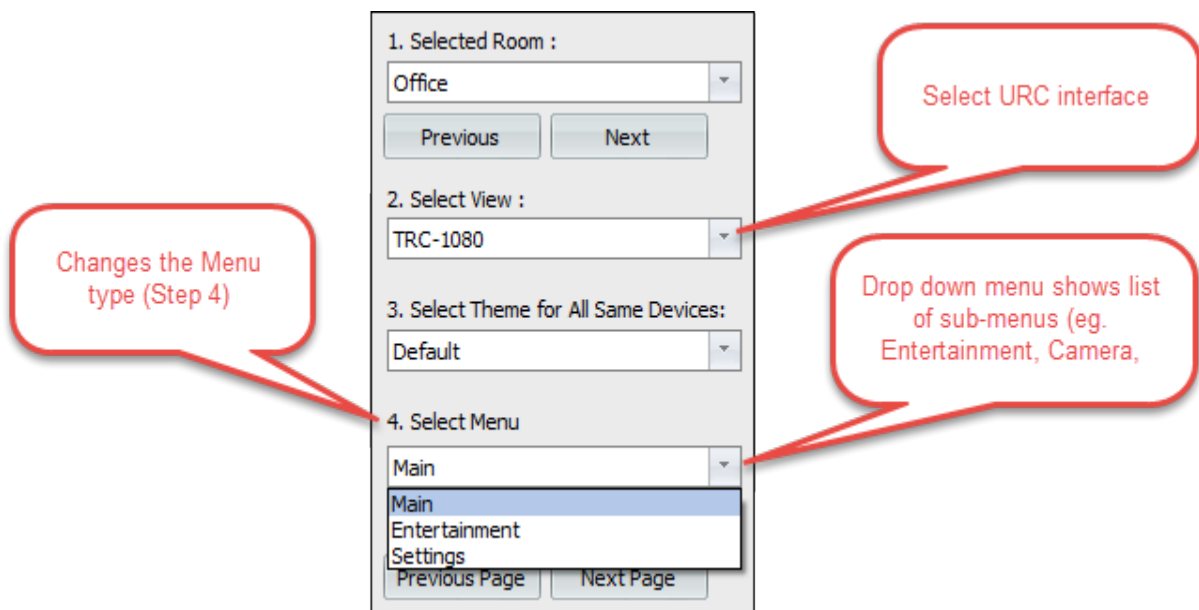 1. Selected Room :
Office
Previous Next
Select URC interface
2. Select View :
TRC-1080
Changes the Menu
type (Step 4)
3. Select Theme for All Same Devices:
Default
Drop down menu shows list
of sub-menus (eg.
Entertainment, Camera,
4. Select Menu
Main
Main
Entertainment
Settings
Previous Page Next Page